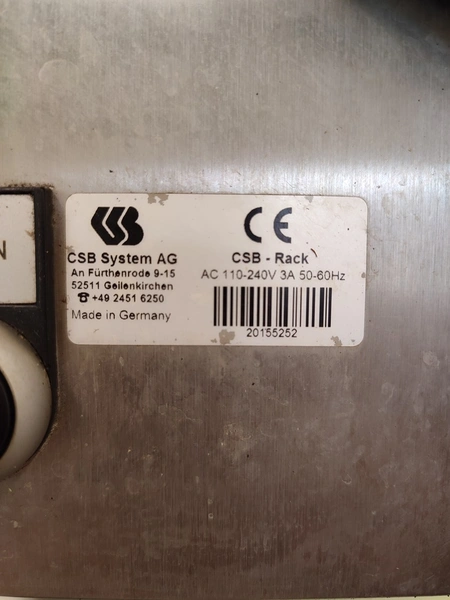 N
CSB
CE
CSB System AG
An Fürthenrode 9-15
52511 Geilenkirchen
☎ +49 2451 6250
Made in Germany
CSB - Rack
AC 110-240V 3A 50-60Hz
20155252